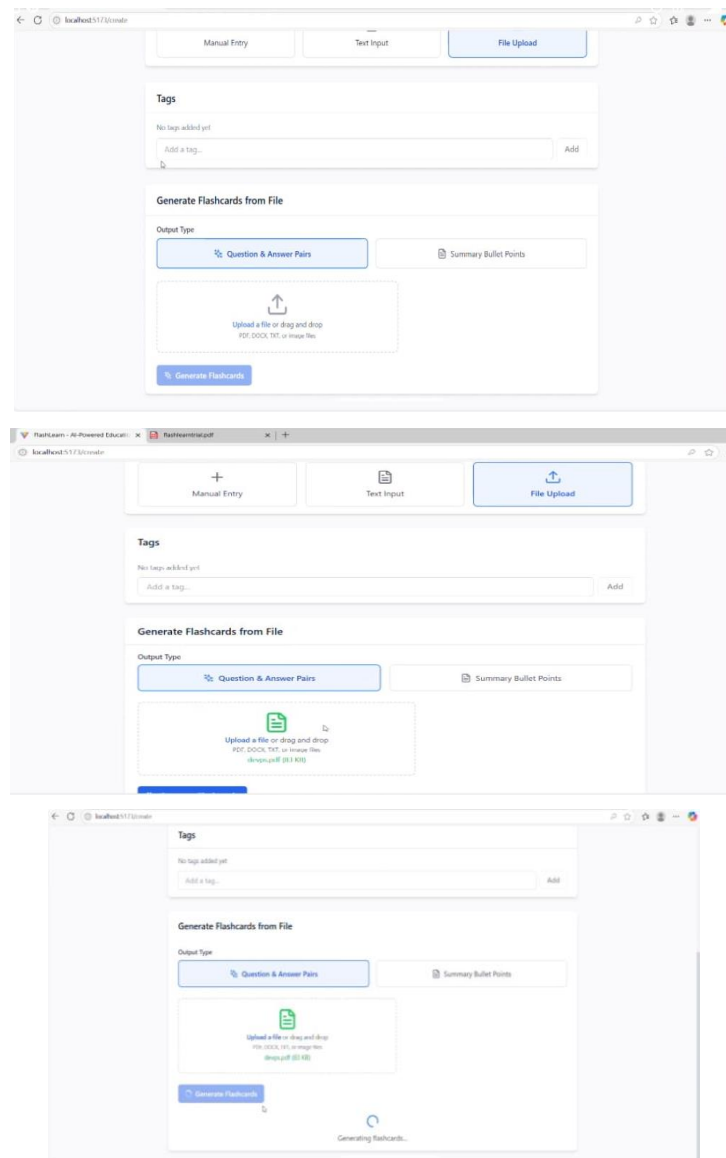 localhost:5173/create
Manual Entry Text Input File Upload
Tags
No tags added yet
Add a tag... Add
Generate Flashcards from File
Output Type
Question & Answer Pairs Summary Bullet Points
Upload a file or drag and drop
PDF, DOCX, TXT, or image files
Generate Flashcards
FlashLearn - AI-Powered Educatic flashlearntrial.pdf
localhost:5173/create
Manual Entry Text Input File Upload
Tags
No tags added yet
Add a tag... Add
Generate Flashcards from File
Output Type
Question & Answer Pairs Summary Bullet Points
Upload a file or drag and drop
PDF, DOCX, TXT, or image files
(83 KB)
localhost:5173/create
Tags
No tags added yet
Add a tag... Add
Generate Flashcards from File
Output Type
Question & Answer Pairs Summary Bullet Points
Upload a file or drag and drop
PDF, DOCX, TXT, or image files
(83 KB)
Generate Flashcards
Generating flashcards...